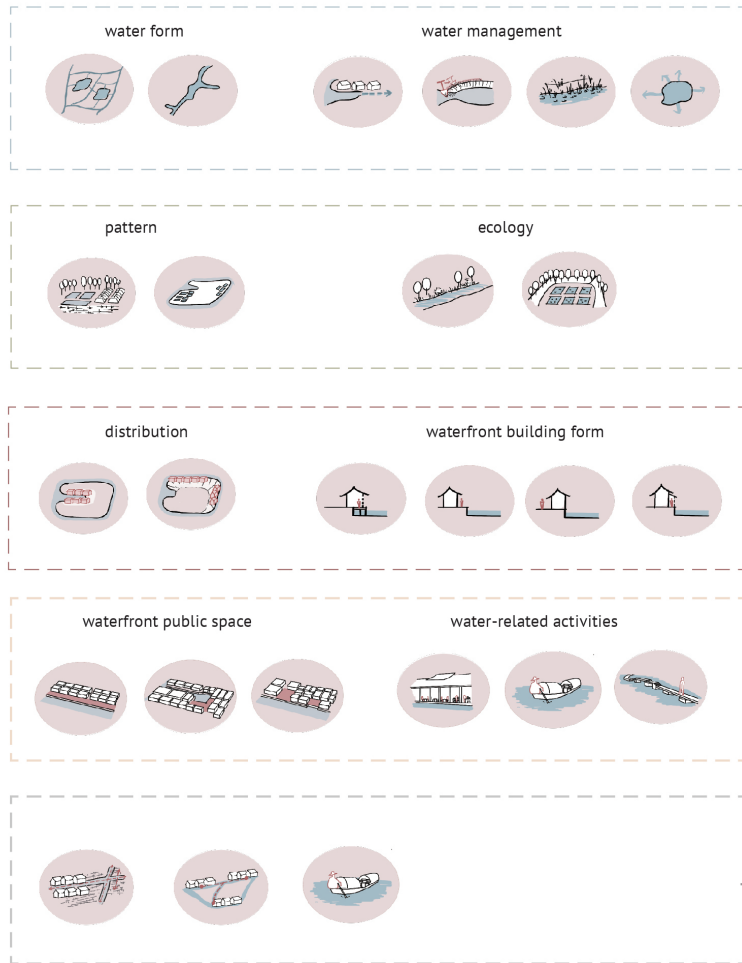 water form
water management
pattern
ecology
distribution
waterfront building form
waterfront public space
water-related activities